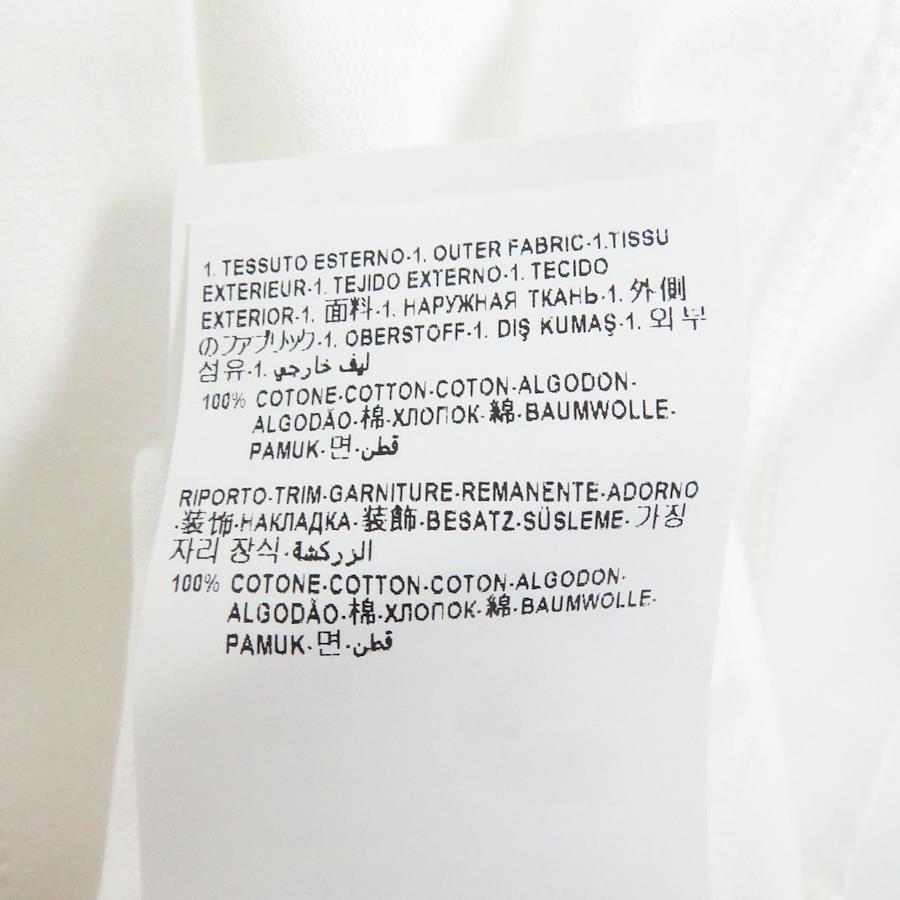 1. TESSUTO ESTERNO-1. OUTER FABRIC-1.TISSU
EXTERIEUR-1. TEJIDO EXTERNO-1. TECIDO
EXTERIOR-1. 面料-1. НАРУЖНАЯ ТКАНЬ-1. 外側
のファブリック-1. OBERSTOFF-1. DIŞ KUMAŞ-1. 외 부
섬유-1. ليف خارجي
100% COTONE-COTTON-COTON-ALGODON-
ALGODÃO-棉-ХЛОПОК-綿-BAUMWOLLE-
PAMUK-면-قطن
RIPORTO-TRIM-GARNITURE-REMANENTE-ADORNO
-装饰-НАКЛАДКА-装飾-BESATZ-SÜSLEME-가장
자리 장식-الزركشة
100% COTONE-COTTON-COTON-ALGODON-
ALGODÃO-棉-ХЛОПОК-綿-BAUMWOLLE-
PAMUK-면-قطن